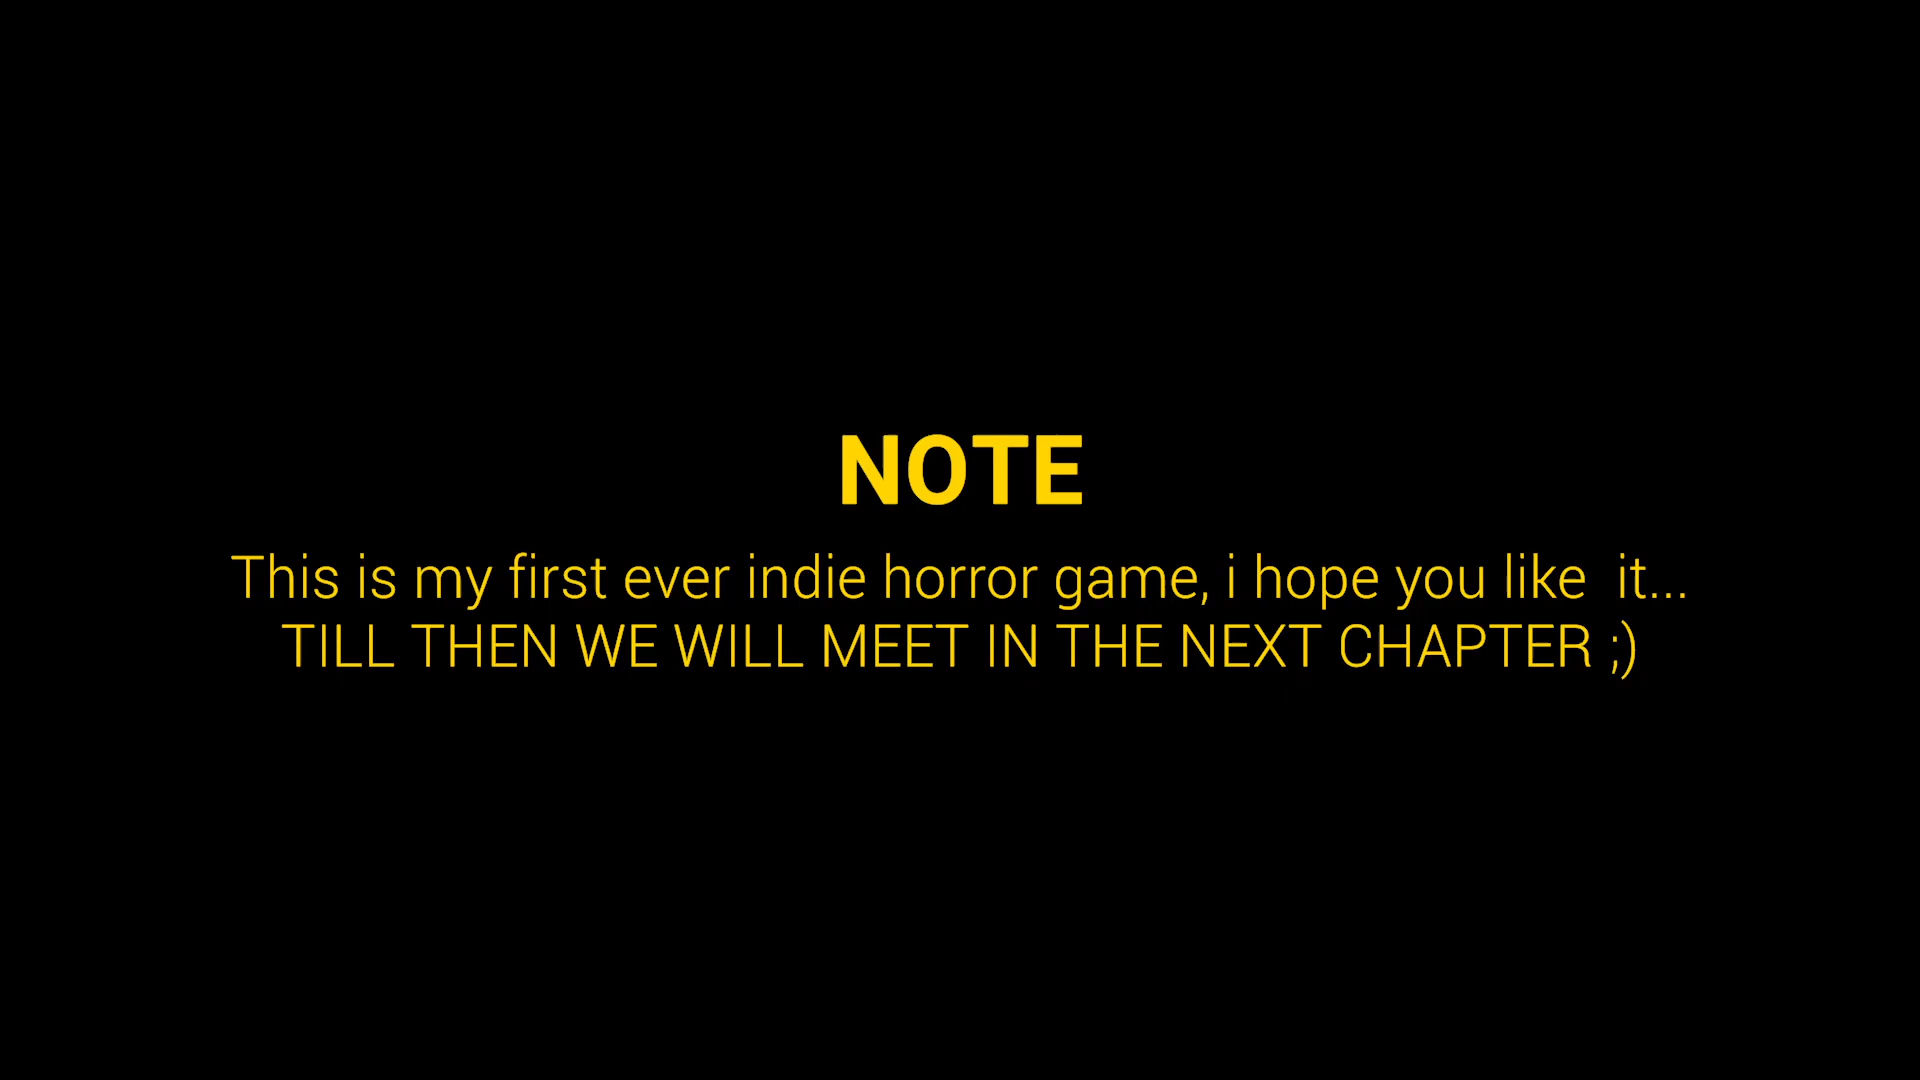 NOTE
This is my first ever indie horror game, i hope you like  it...
TILL THEN WE WILL MEET IN THE NEXT CHAPTER ;)